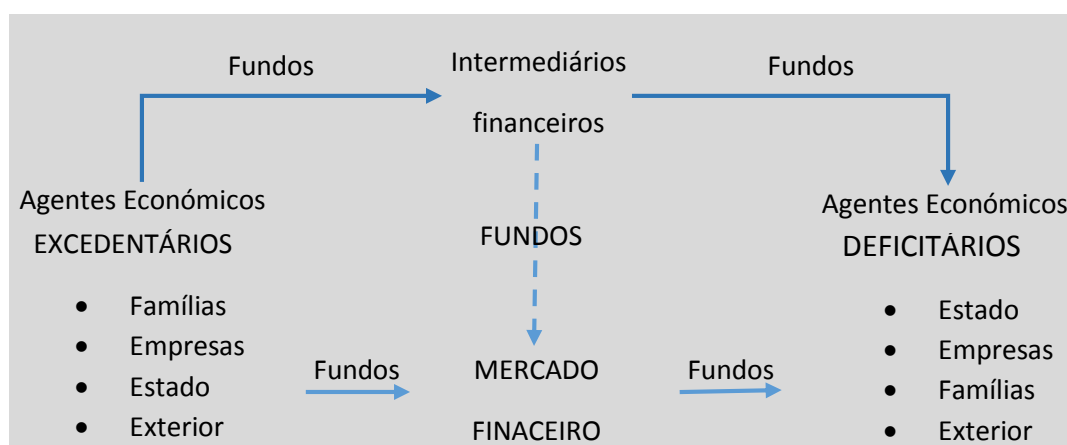 Fundos
Intermediários
financeiros
Fundos
Agentes Económicos
EXCEDENTÁRIOS
FUNDOS
Agentes Económicos
DEFICITÁRIOS
• Famílias
• Empresas
• Estado
• Exterior
Fundos
MERCADO
FINACEIRO
Fundos
• Estado
• Empresas
• Famílias
• Exterior